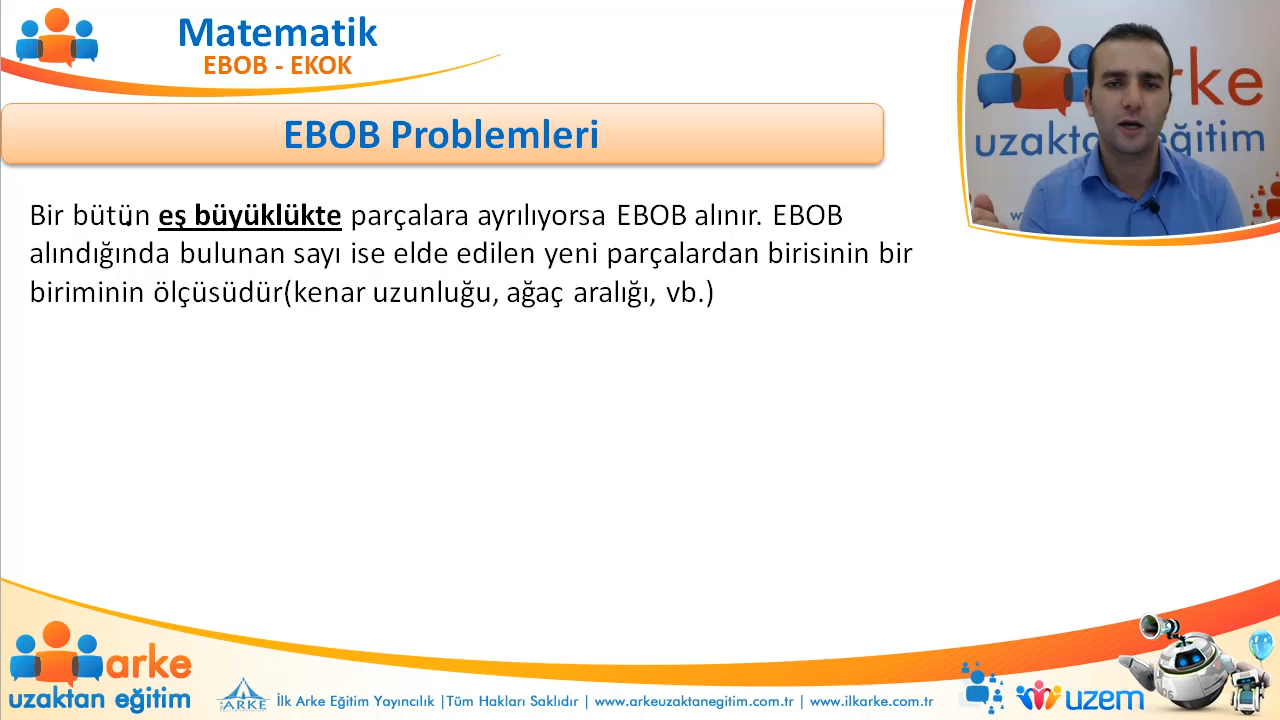 Matematik
EBOB - EKOK
EBOB Problemleri
Bir bütün eş büyüklükte parçalara ayrılıyorsa EBOB alınır. EBOB
alındığında bulunan sayı ise elde edilen yeni parçalardan birisinin bir
biriminin ölçüsüdür(kenar uzunluğu, ağaç aralığı, vb.)
rke
uzakta eğitim
arke
uzaktan eğitim
ARKE
İlk Arke Eğitim Yayıncılık |Tüm Hakları Saklıdır | www.arkeuzaktanegitim.com.tr | www.ilkarke.com.tr
uzem